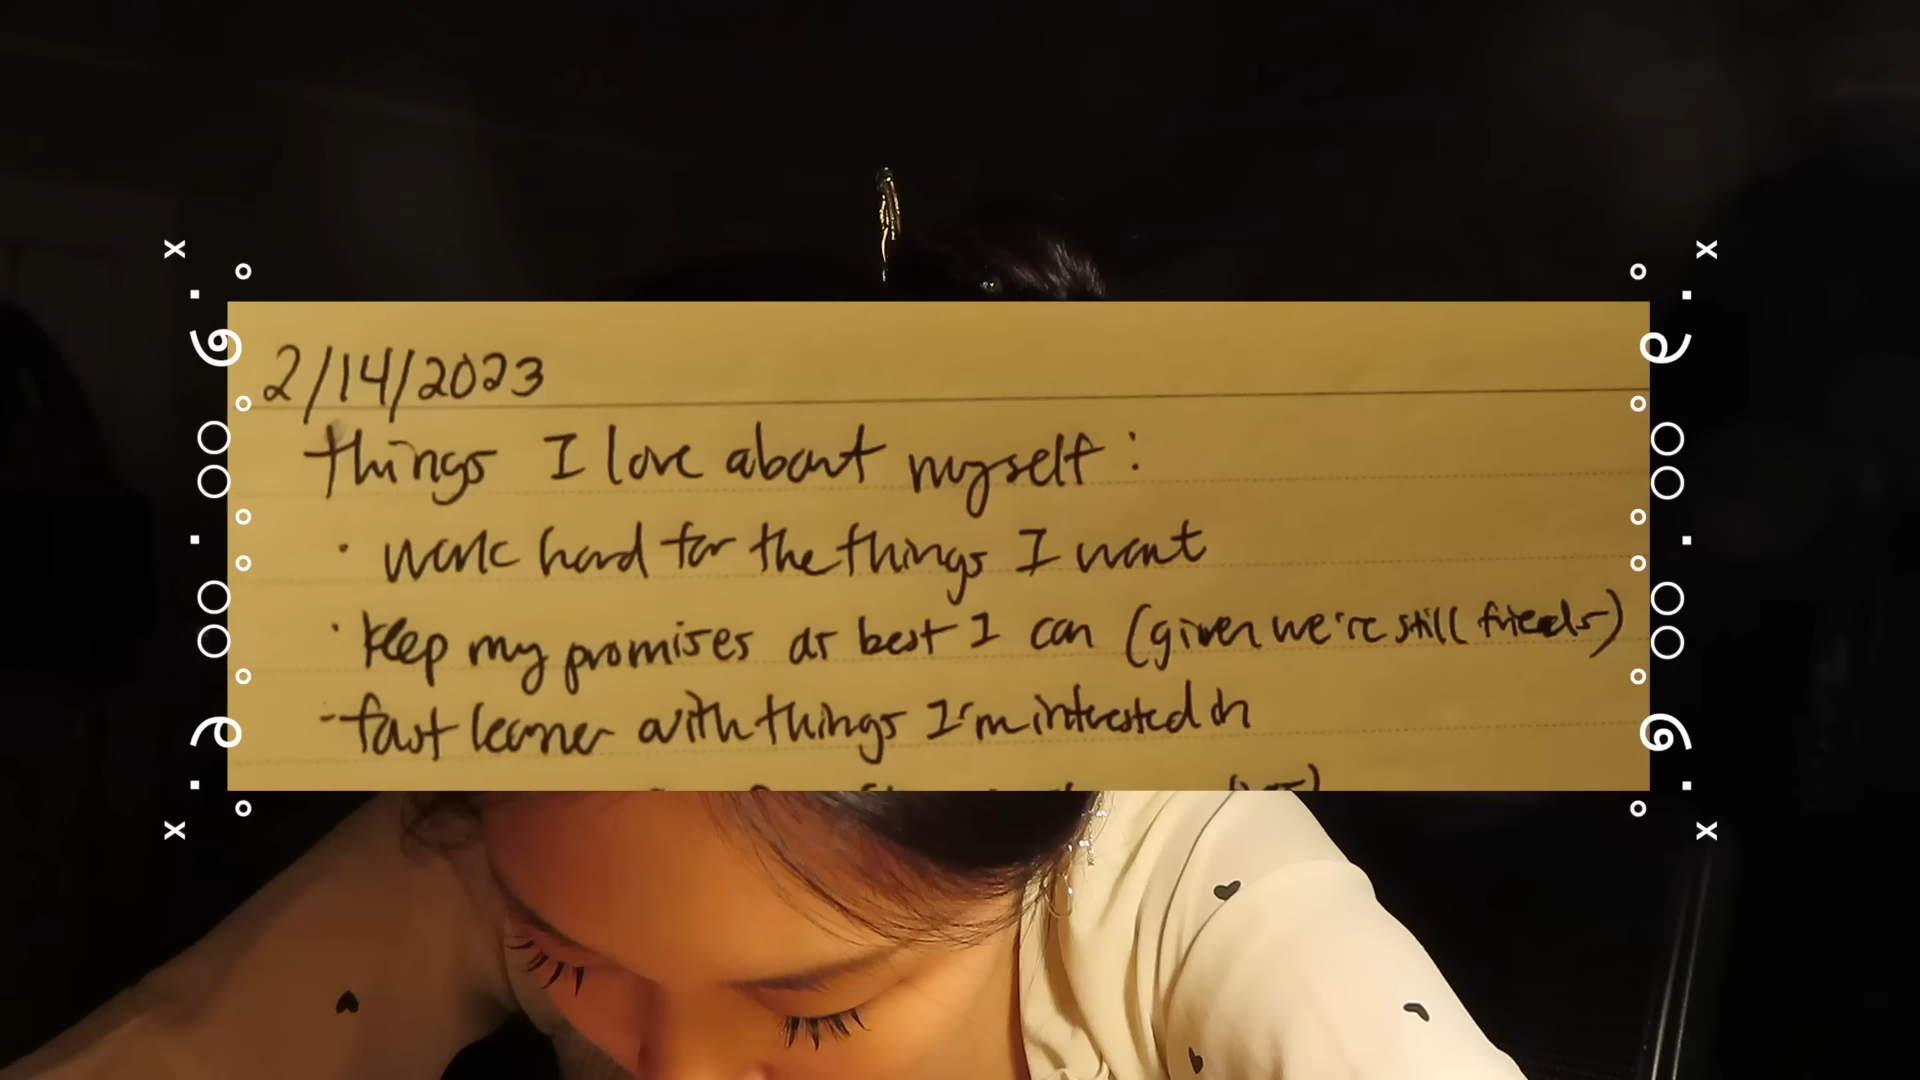 2/14/2023
things I love about myself:
· work hard for the things I want
· keep my promises as best I can (given we're still friends)
- fast learner with things I'm interested in